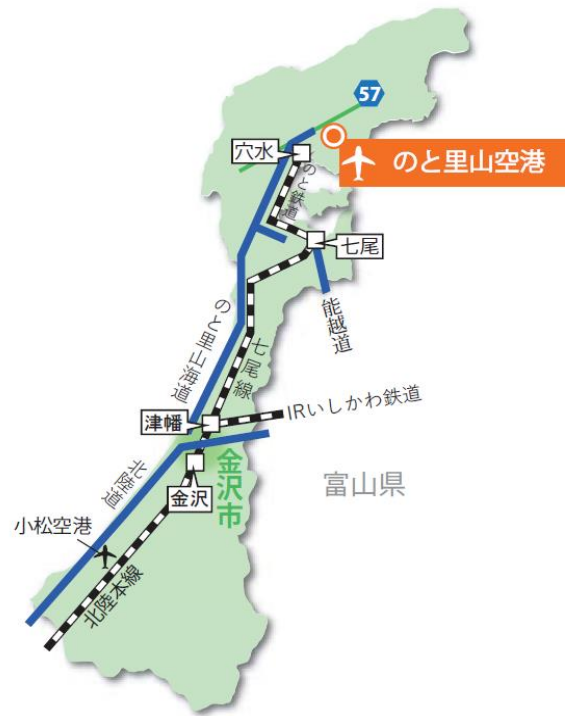 57
穴水
のと里山空港
のと鉄道
七尾
能越道
のと里山海道
七尾線
津幡
IRいしかわ鉄道
北陸道
金沢
金沢市
富山県
小松空港
北陸本線